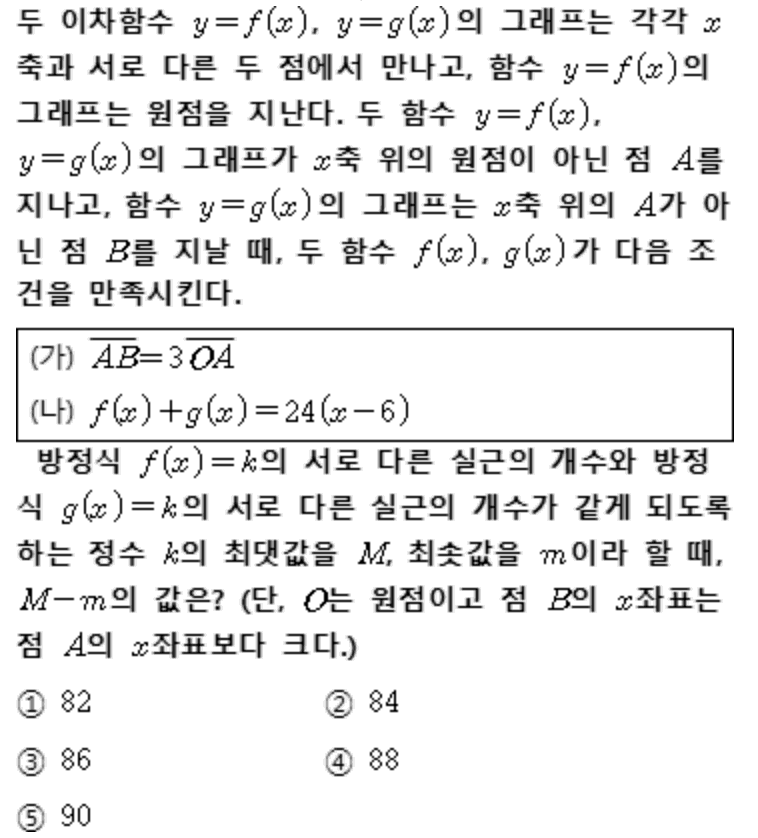 두 이차함수 y=f(x), y=g(x)의 그래프는 각각 x
축과 서로 다른 두 점에서 만나고, 함수 y=f(x)의
그래프는 원점을 지난다. 두 함수 y=f(x),
y=g(x)의 그래프가 x축 위의 원점이 아닌 점 A를
지나고, 함수 y=g(x)의 그래프는 x축 위의 A가 아
닌 점 B를 지날 때, 두 함수 f(x), g(x)가 다음 조
건을 만족시킨다.
(가) \overline{AB}=3\overline{OA}
(나) f(x)+g(x)=24(x-6)
방정식 f(x)=k의 서로 다른 실근의 개수와 방정
식 g(x)=k의 서로 다른 실근의 개수가 같게 되도록
하는 정수 k의 최댓값을 M, 최솟값을 m이라 할 때,
M-m의 값은? (단, O는 원점이고 점 B의 x좌표는
점 A의 x좌표보다 크다.)
① 82 ② 84
③ 86 ④ 88
⑤ 90